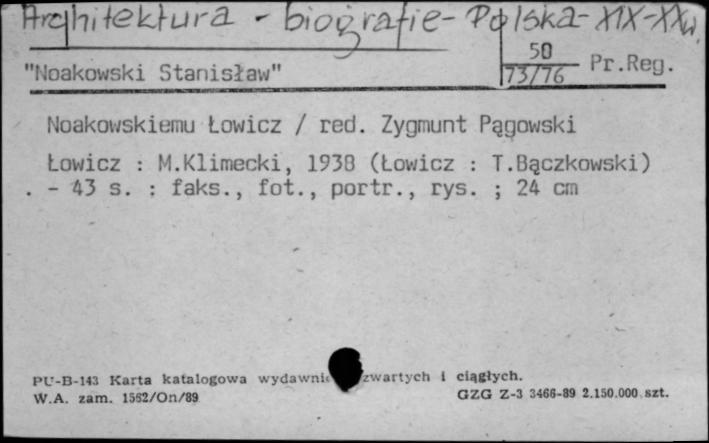 Architektura - biografie - Polska - XIX-XXw.
50
"Noakowski Stanisław" 73/76 Pr.Reg.
Noakowskiemu Łowicz / red. Zygmunt Pągowski
Łowicz : M.Klimecki, 1938 (Łowicz : T.Bączkowski)
. - 43 s. : faks., fot., portr., rys. ; 24 cm
PU-B-143 Karta katalogowa zwartych i ciągłych.
W.A. zam. 1562/On/89 GZG Z-3 3466-89 2.150.000 szt.